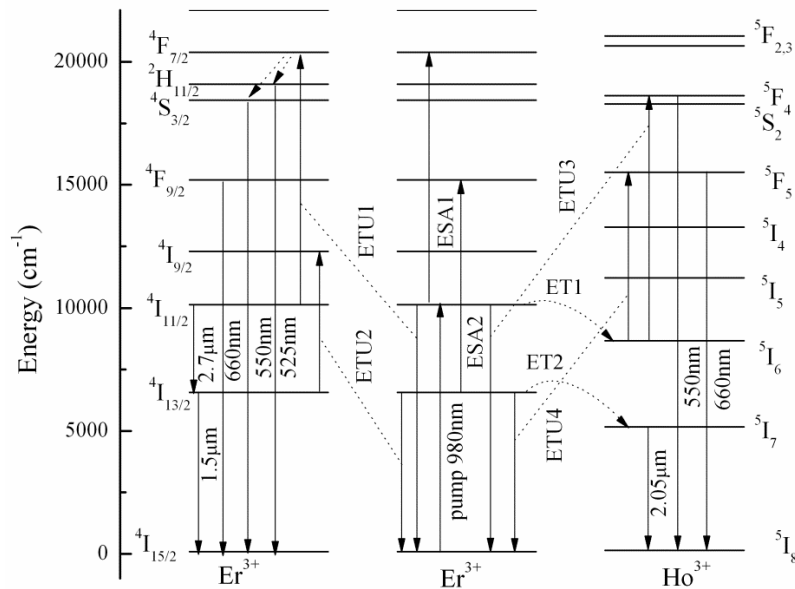 Energy (cm⁻¹)
20000
15000
10000
5000
0
⁴F₇/₂
²H₁₁/₂
⁴S₃/₂
⁴F₉/₂
⁴I₉/₂
⁴I₁₁/₂
⁴I₁₃/₂
⁴I₁₅/₂
2.7μm
660nm
550nm
525nm
1.5μm
Er³⁺
ETU1
ETU2
ESA1
ESA2
pump 980nm
Er³⁺
ETU3
ET1
ET2
ETU4
550nm
660nm
2.05μm
Ho³⁺
⁵F₂,₃
⁵F₄
⁵S₂
⁵F₅
⁵I₄
⁵I₅
⁵I₆
⁵I₇
⁵I₈